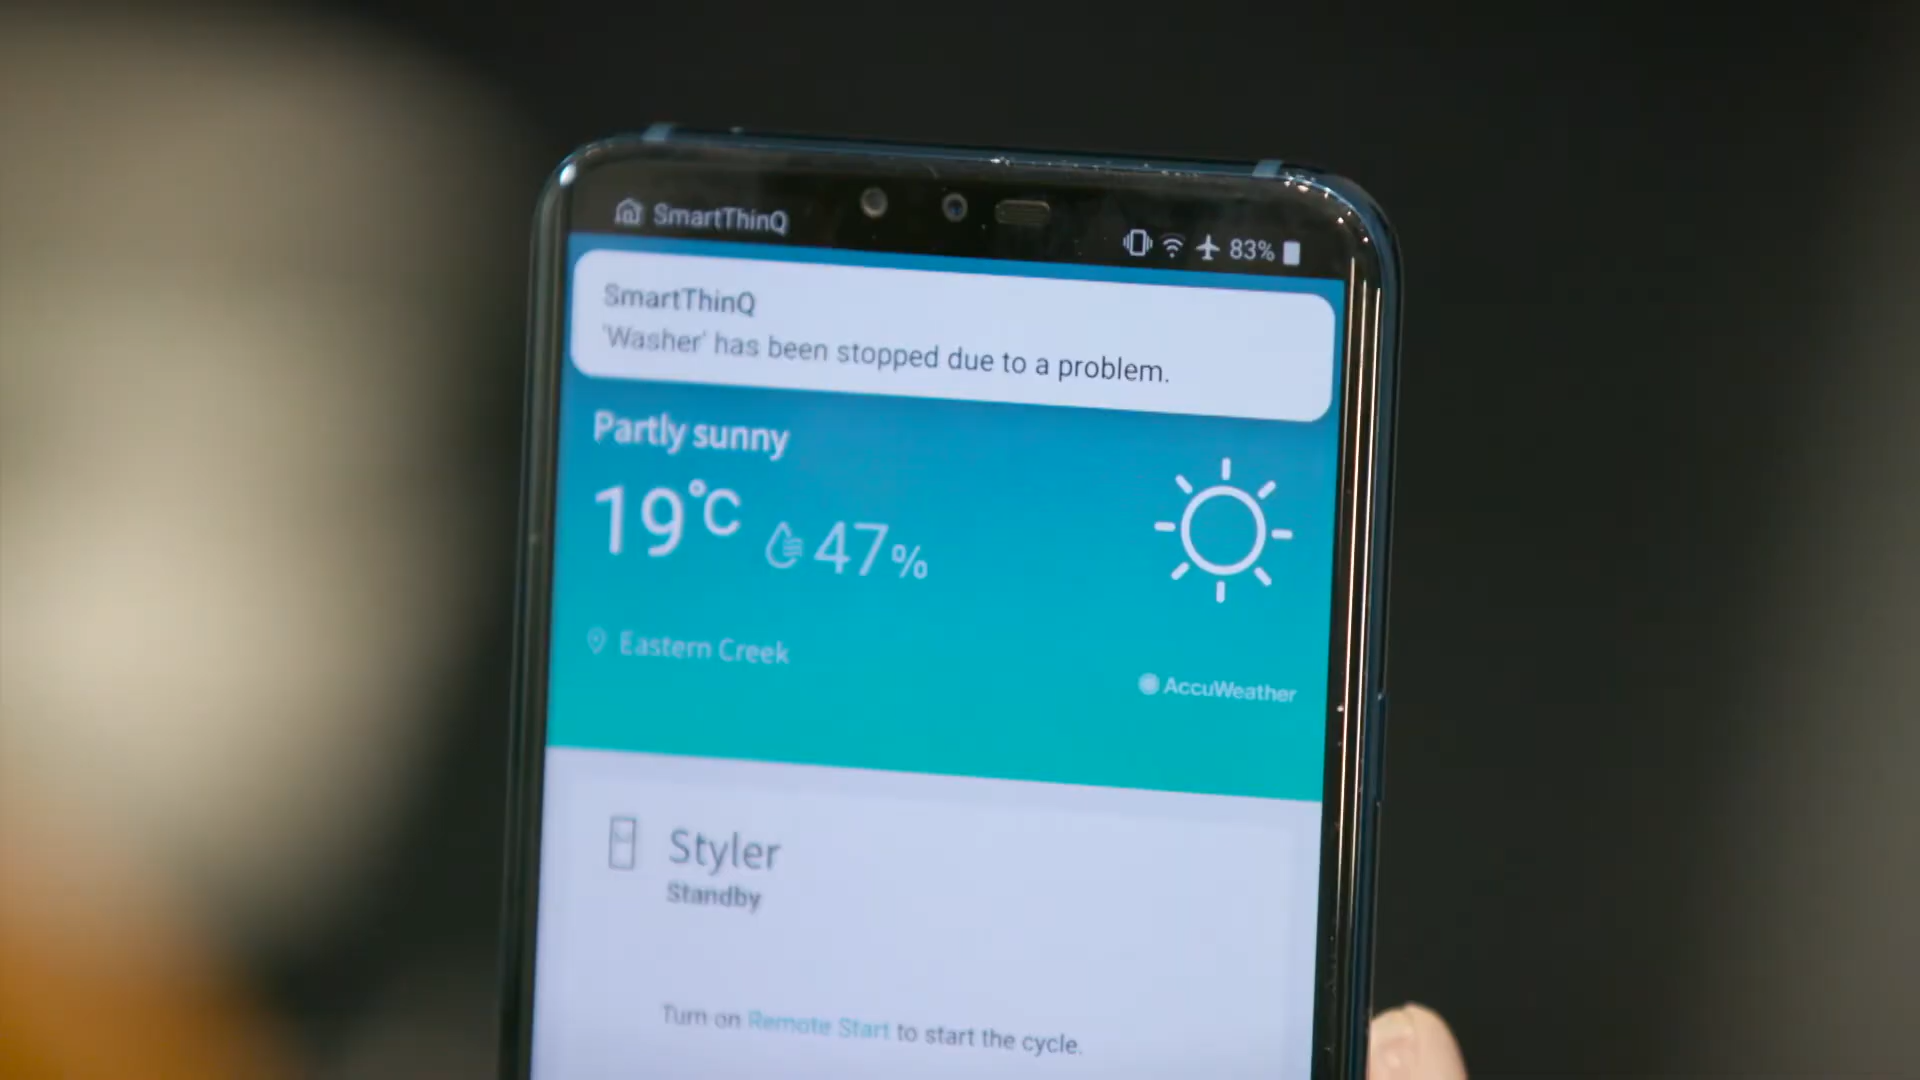 SmartThinQ
83%
SmartThinQ
'Washer' has been stopped due to a problem.
Partly sunny
19°C 47%
Eastern Creek
AccuWeather
Styler
Standby
Turn on Remote Start to start the cycle.